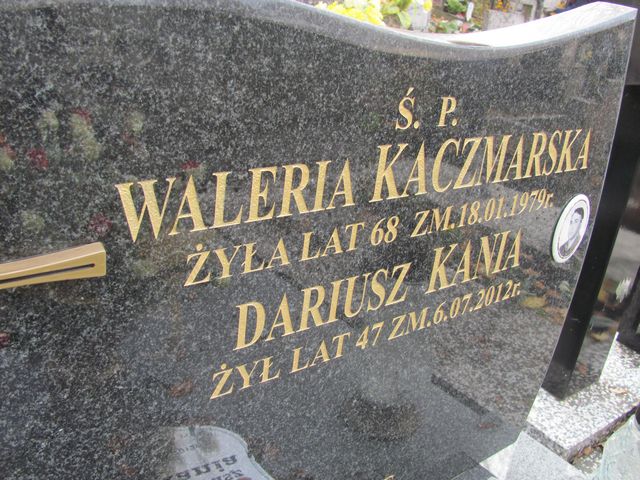 Ś. P.
WALERIA KACZMARSKA
ŻYŁA LAT 68 ZM.18.01.1979r.
DARIUSZ KANIA
ŻYŁ LAT 47 ZM.6.07.2012r.